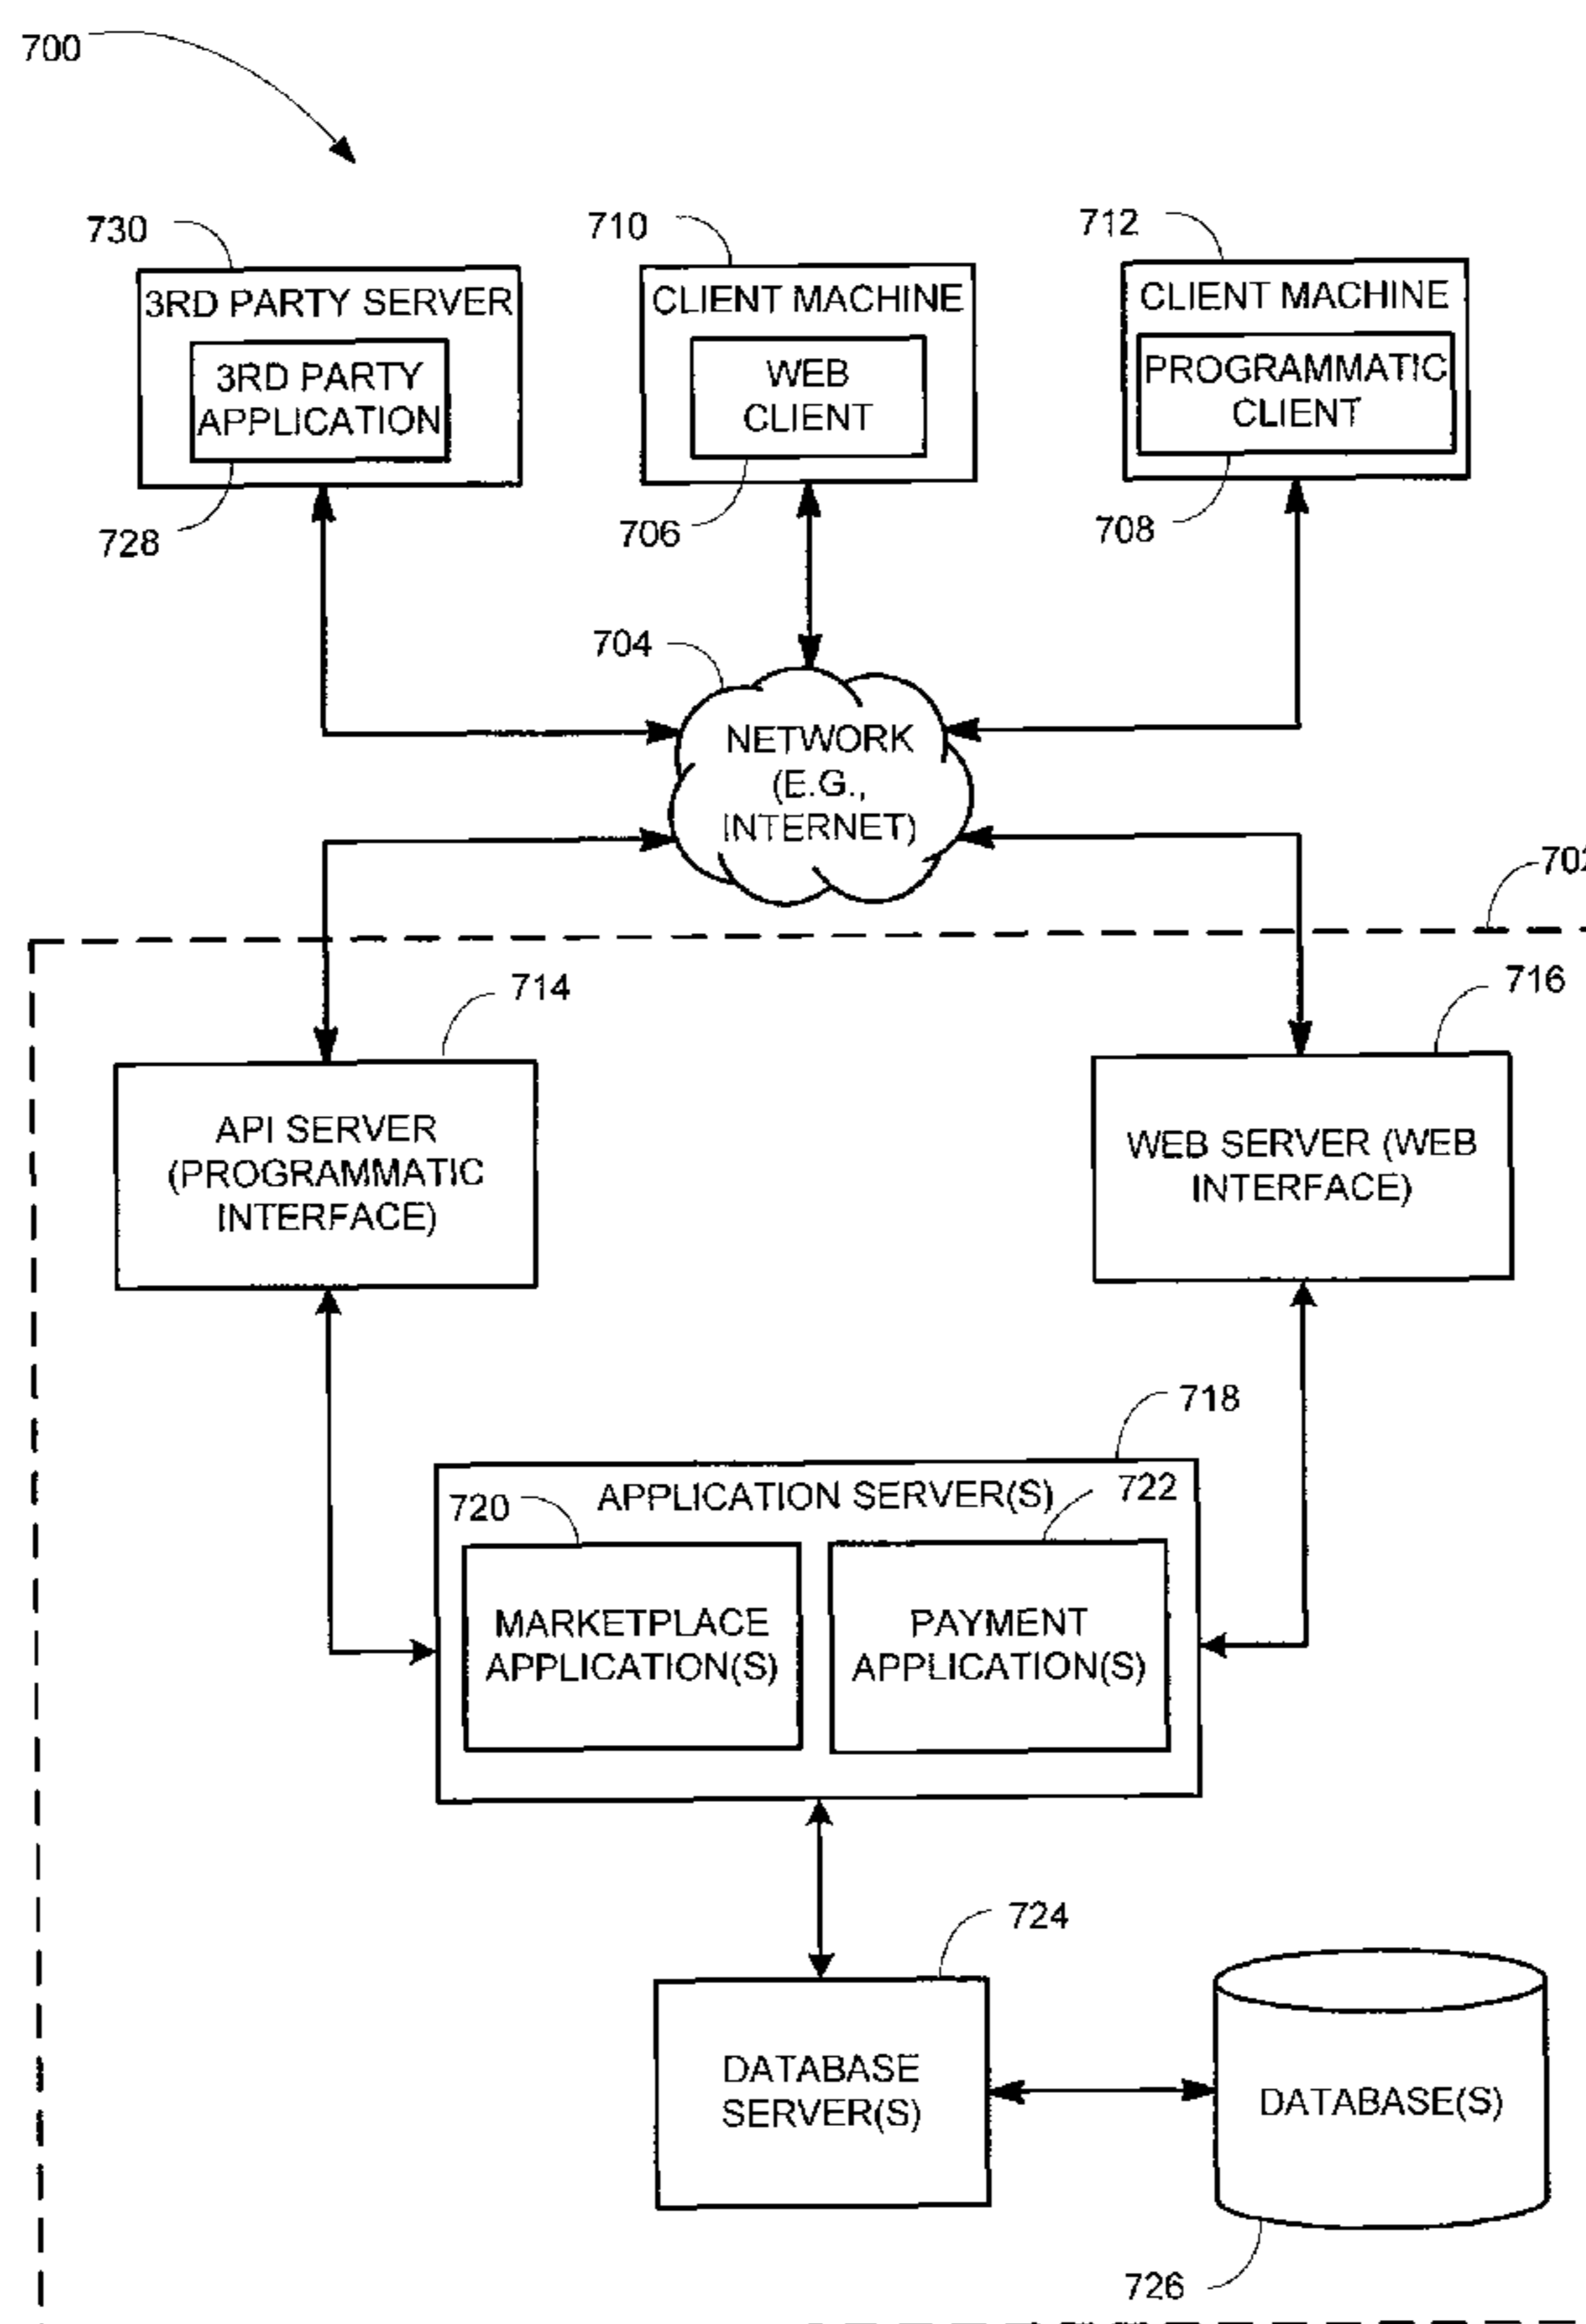 700
730
710
712
3RD PARTY SERVER
CLIENT MACHINE
CLIENT MACHINE
3RD PARTY
APPLICATION
WEB
CLIENT
PROGRAMMATIC
CLIENT
728
706
708
704
NETWORK
(E.G.,
INTERNET)
702
714
716
API SERVER
(PROGRAMMATIC
INTERFACE)
WEB SERVER (WEB
INTERFACE)
718
APPLICATION SERVER(S)
720
722
MARKETPLACE
APPLICATION(S)
PAYMENT
APPLICATION(S)
724
DATABASE
SERVER(S)
DATABASE(S)
726